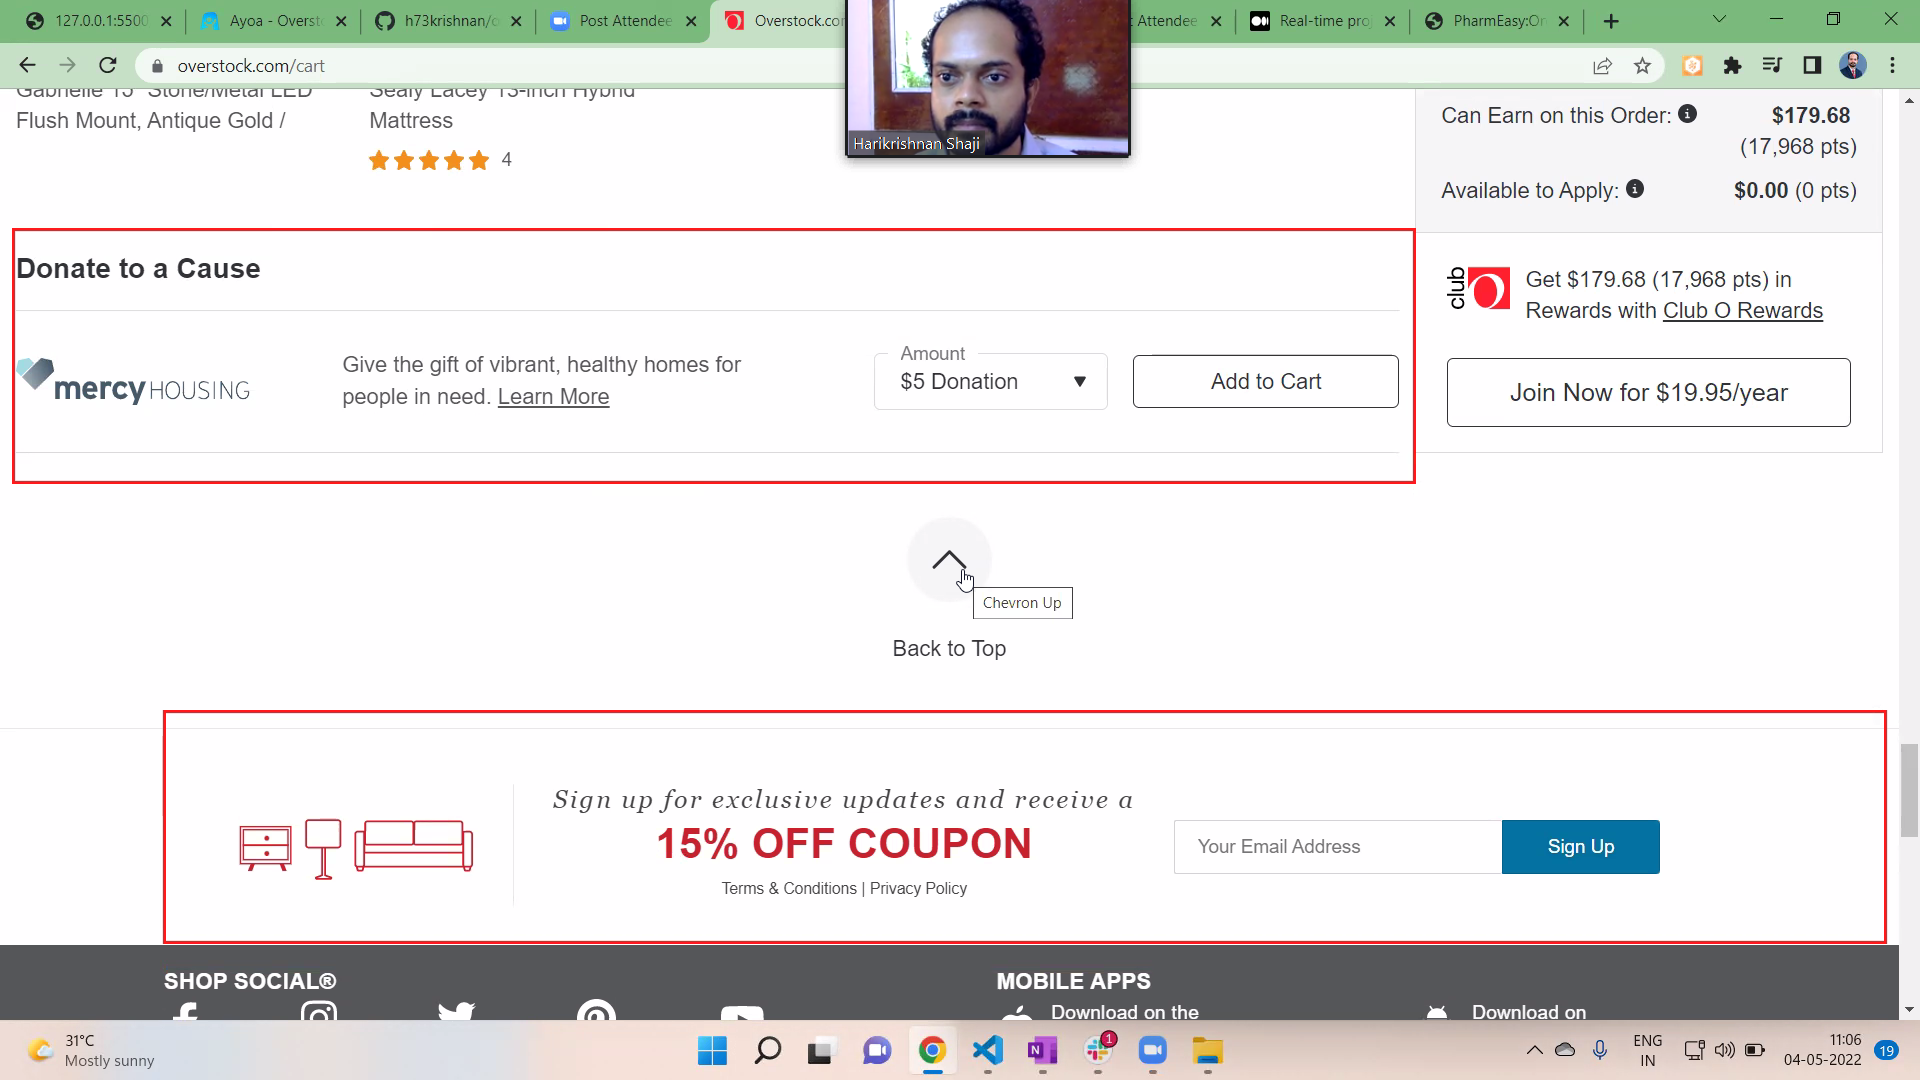 127.0.0.1:5500
Ayoa - Overst
h73krishnan/o
Post Attendee
Overstock.co
t Attendee
Real-time pro
PharmEasy:On
overstock.com/cart
Harikrishnan Shaji
Gabrielle 15" Stone/Metal LED
Flush Mount, Antique Gold /
Sealy Lacey 13-inch Hybrid
Mattress
4
Can Earn on this Order: $179.68
(17,968 pts)
Available to Apply: $0.00 (0 pts)
Donate to a Cause
mercy HOUSING
Give the gift of vibrant, healthy homes for
people in need. Learn More
Amount
$5 Donation
Add to Cart
club O
Get $179.68 (17,968 pts) in
Rewards with Club O Rewards
Join Now for $19.95/year
Chevron Up
Back to Top
Sign up for exclusive updates and receive a
15% OFF COUPON
Terms & Conditions | Privacy Policy
Your Email Address
Sign Up
SHOP SOCIAL®
MOBILE APPS
Download on the
Download on
31°C
Mostly sunny
1
ENG
IN
11:06
04-05-2022
19